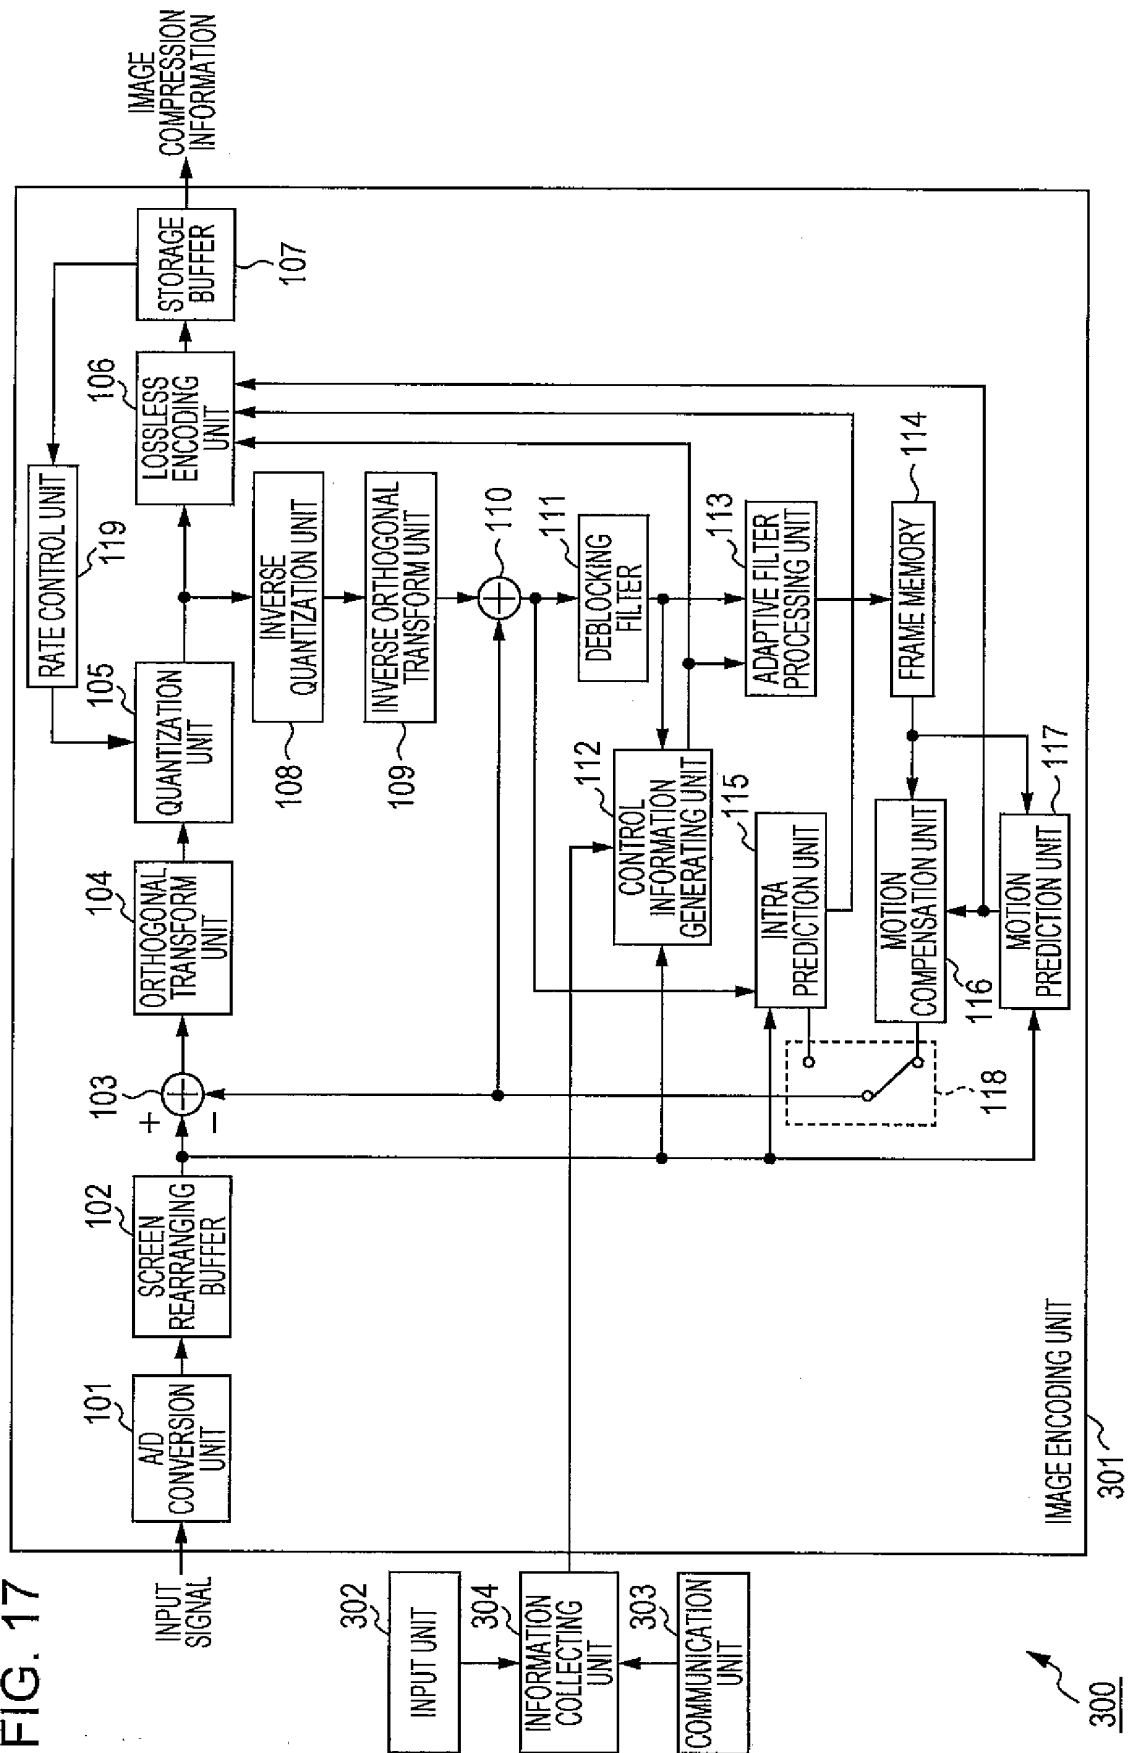 FIG. 17
INPUT
SIGNAL
101
A/D
CONVERSION
UNIT
102
SCREEN
REARRANGING
BUFFER
103
+
−
104
ORTHOGONAL
TRANSFORM
UNIT
105
QUANTIZATION
UNIT
RATE CONTROL UNIT
119
106
LOSSLESS
ENCODING
UNIT
STORAGE
BUFFER
107
IMAGE
COMPRESSION
INFORMATION
INVERSE
QUANTIZATION UNIT
108
INVERSE ORTHOGONAL
TRANSFORM UNIT
109
110
111
DEBLOCKING
FILTER
112
CONTROL
INFORMATION
GENERATING UNIT
113
ADAPTIVE FILTER
PROCESSING UNIT
114
FRAME MEMORY
115
INTRA
PREDICTION UNIT
MOTION
COMPENSATION UNIT
116
117
MOTION
PREDICTION UNIT
118
302
INPUT UNIT
304
INFORMATION
COLLECTING
UNIT
303
COMMUNICATION
UNIT
IMAGE ENCODING UNIT
301
300